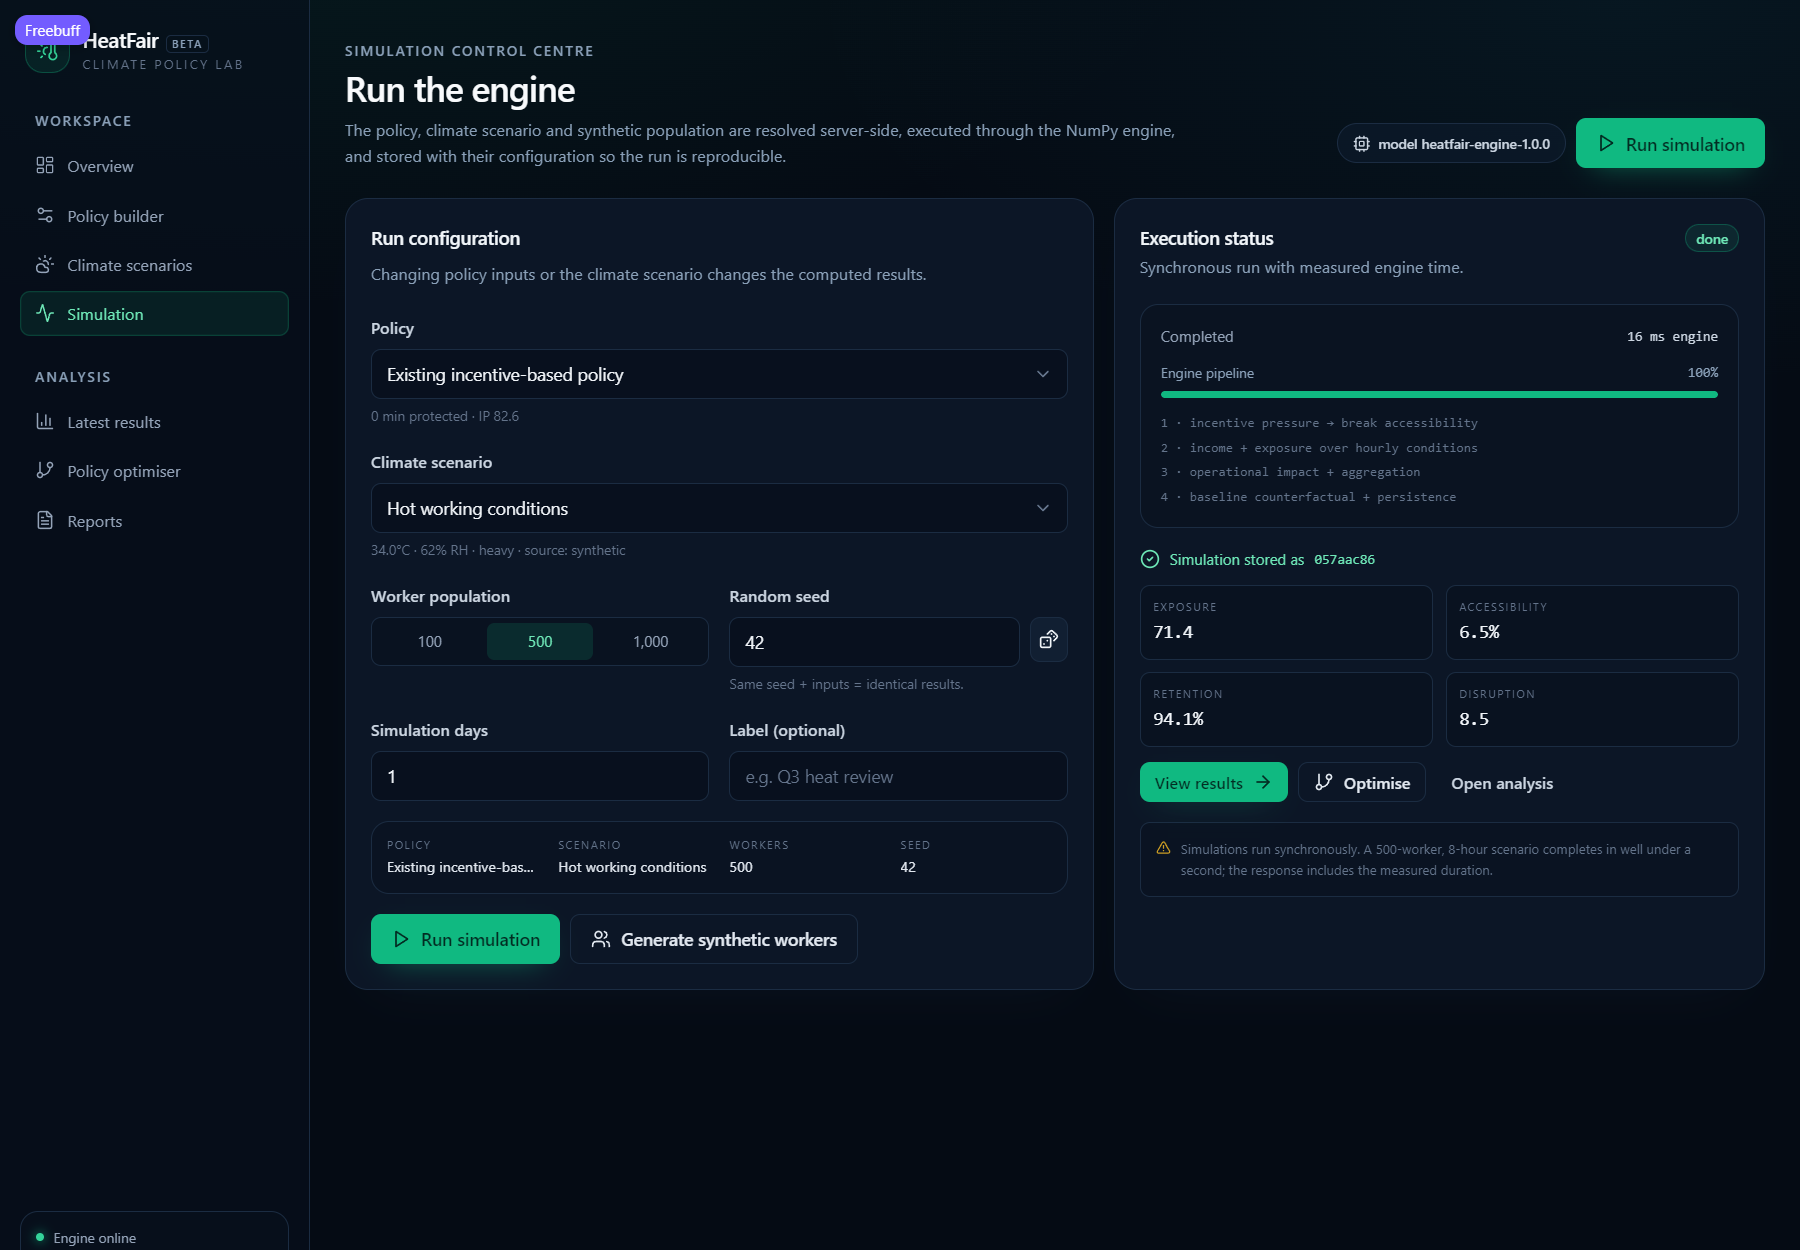 Freebuff
HeatFair BETA
CLIMATE POLICY LAB
WORKSPACE
Overview
Policy builder
Climate scenarios
Simulation
ANALYSIS
Latest results
Policy optimiser
Reports
Engine online
SIMULATION CONTROL CENTRE
Run the engine
The policy, climate scenario and synthetic population are resolved server-side, executed through the NumPy engine,
and stored with their configuration so the run is reproducible.
model heatfair-engine-1.0.0
Run simulation
Run configuration
Changing policy inputs or the climate scenario changes the computed results.
Policy
Existing incentive-based policy
0 min protected · IP 82.6
Climate scenario
Hot working conditions
34.0°C · 62% RH · heavy · source: synthetic
Worker population
100 500 1,000
Random seed
42
Same seed + inputs = identical results.
Simulation days
1
Label (optional)
e.g. Q3 heat review
POLICY SCENARIO WORKERS SEED
Existing incentive-bas... Hot working conditions 500 42
Run simulation
Generate synthetic workers
Execution status
done
Synchronous run with measured engine time.
Completed 16 ms engine
Engine pipeline 100%
1 · incentive pressure → break accessibility
2 · income + exposure over hourly conditions
3 · operational impact + aggregation
4 · baseline counterfactual + persistence
Simulation stored as 057aac86
EXPOSURE
71.4
ACCESSIBILITY
6.5%
RETENTION
94.1%
DISRUPTION
8.5
View results →
Optimise
Open analysis
Simulations run synchronously. A 500-worker, 8-hour scenario completes in well under a
second; the response includes the measured duration.